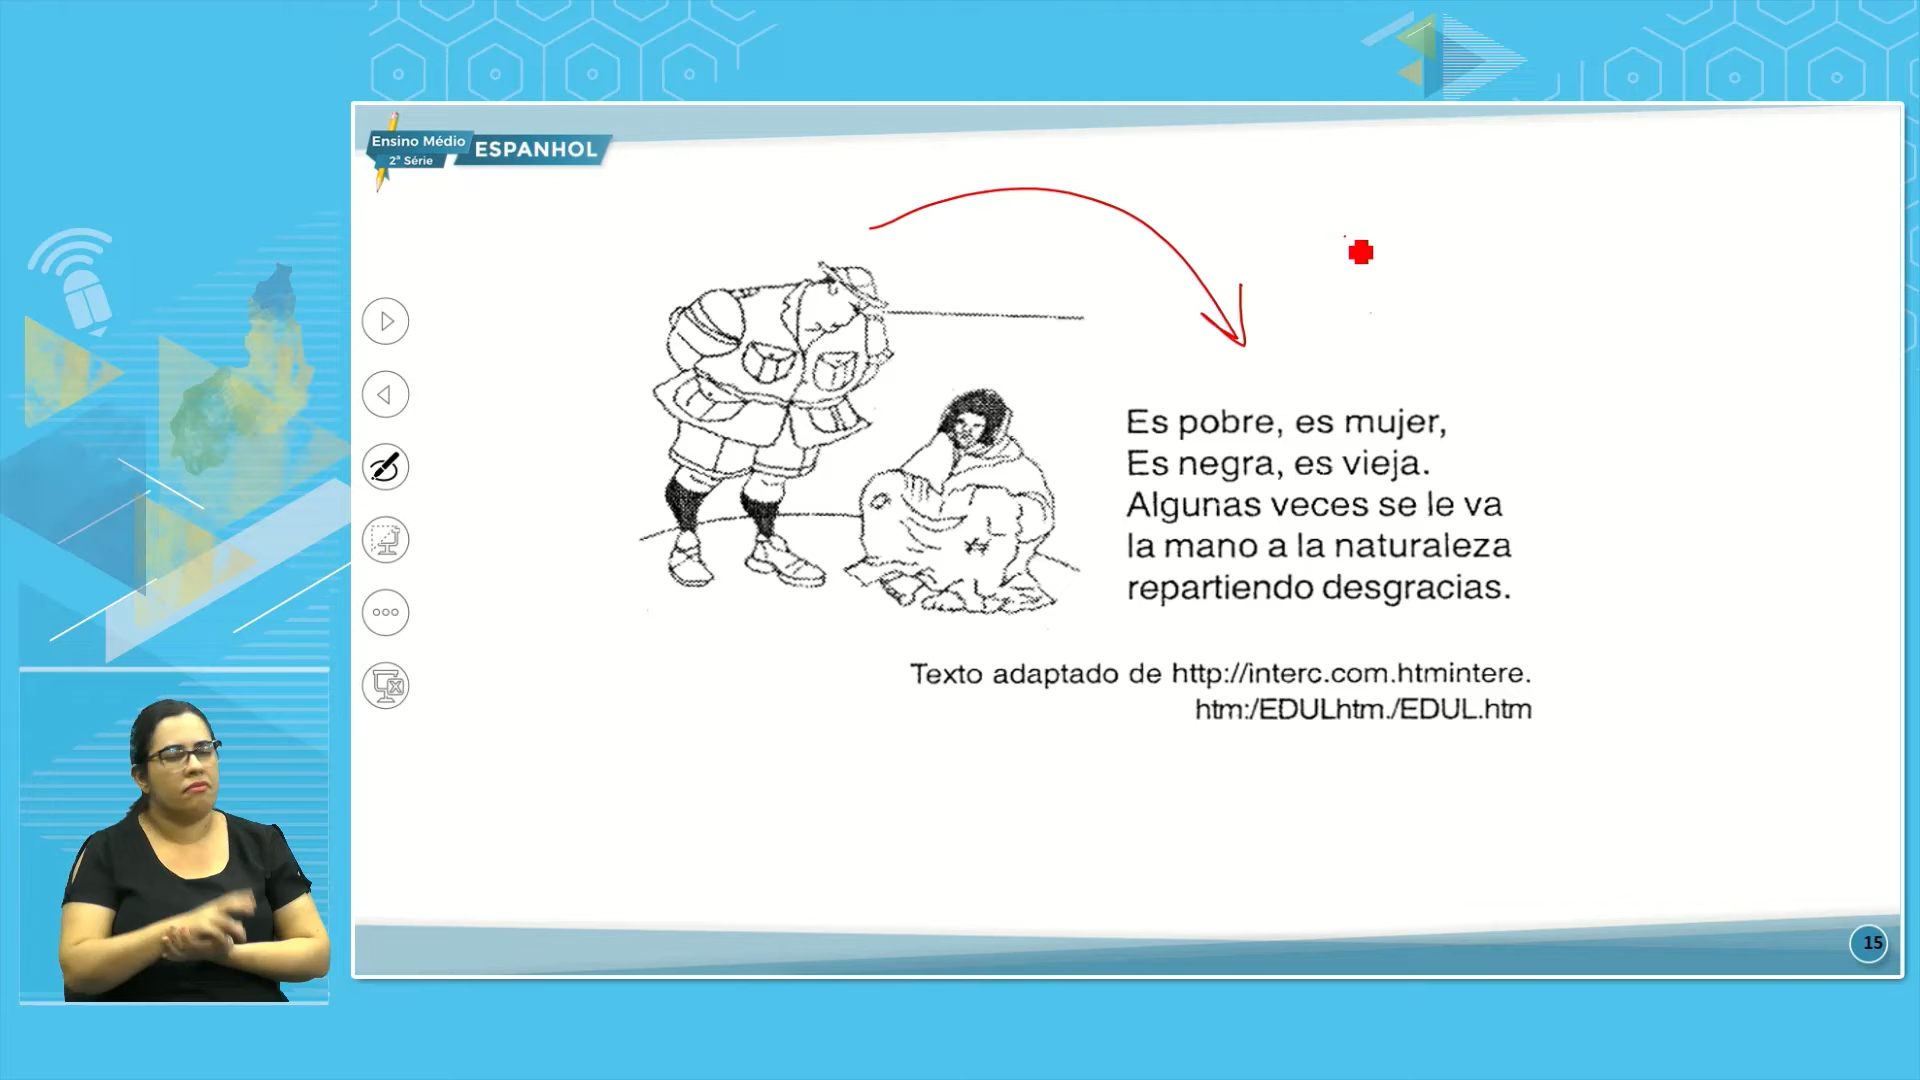 Ensino Médio
2ª Série
ESPANHOL
Es pobre, es mujer,
Es negra, es vieja.
Algunas veces se le va
la mano a la naturaleza
repartiendo desgracias.
Texto adaptado de http://interc.com.htmintere.
htm:/EDULhtm./EDUL.htm
15